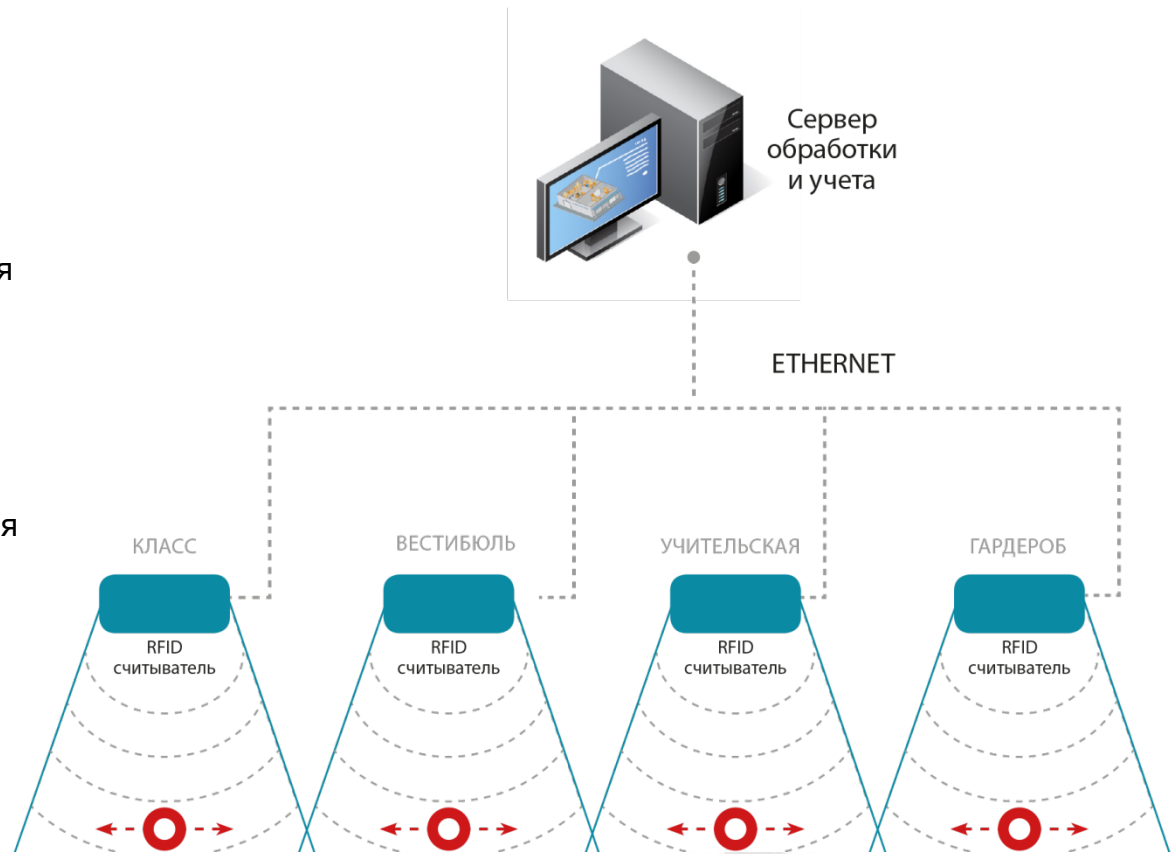 Сервер
обработки
и учета
я
ETHERNET
я
КЛАСС
ВЕСТИБЮЛЬ
УЧИТЕЛЬСКАЯ
ГАРДЕРОБ
RFID
считыватель
RFID
считыватель
RFID
считыватель
RFID
считыватель